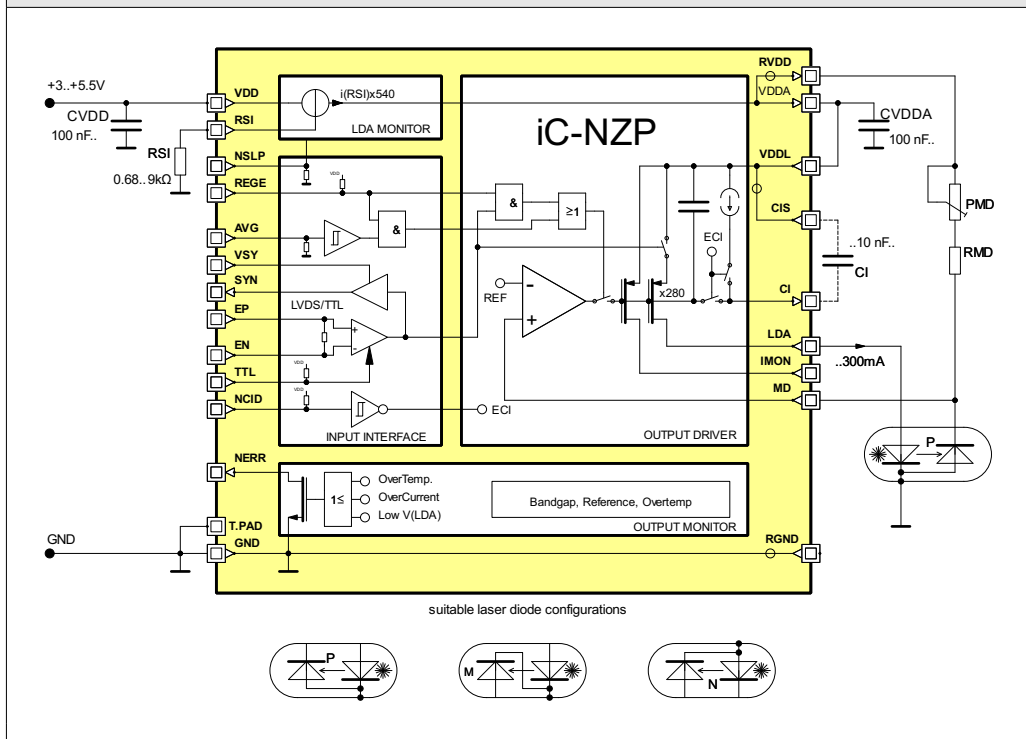 +3..+5.5V
CVDD
100 nF..
RSI
0.68..9kΩ
GND
VDD
RSI
NSLP
REGE
AVG
VSY
SYN
EP
EN
TTL
NCID
NERR
T.PAD
GND
i(RSI)x540
LDA MONITOR
VDD
&
LVDS/TTL
+
-
VDD
VDD
ECI
INPUT INTERFACE
iC-NZP
&
≥1
REF
-
+
x280
ECI
OUTPUT DRIVER
1≤
OverTemp.
OverCurrent
Low V(LDA)
Bandgap, Reference, Overtemp
OUTPUT MONITOR
RVDD
VDDA
VDDL
CIS
CI
LDA
IMON
MD
RGND
CVDDA
100 nF..
PMD
RMD
..10 nF..
CI
..300mA
P
suitable laser diode configurations
P
M
N